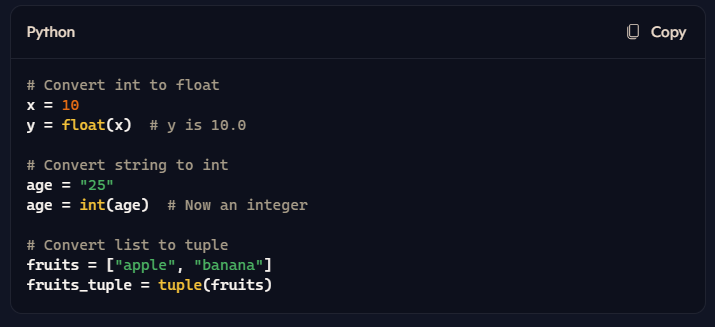 Python
Copy
# Convert int to float
x = 10
y = float(x)  # y is 10.0
# Convert string to int
age = "25"
age = int(age)  # Now an integer
# Convert list to tuple
fruits = ["apple", "banana"]
fruits_tuple = tuple(fruits)